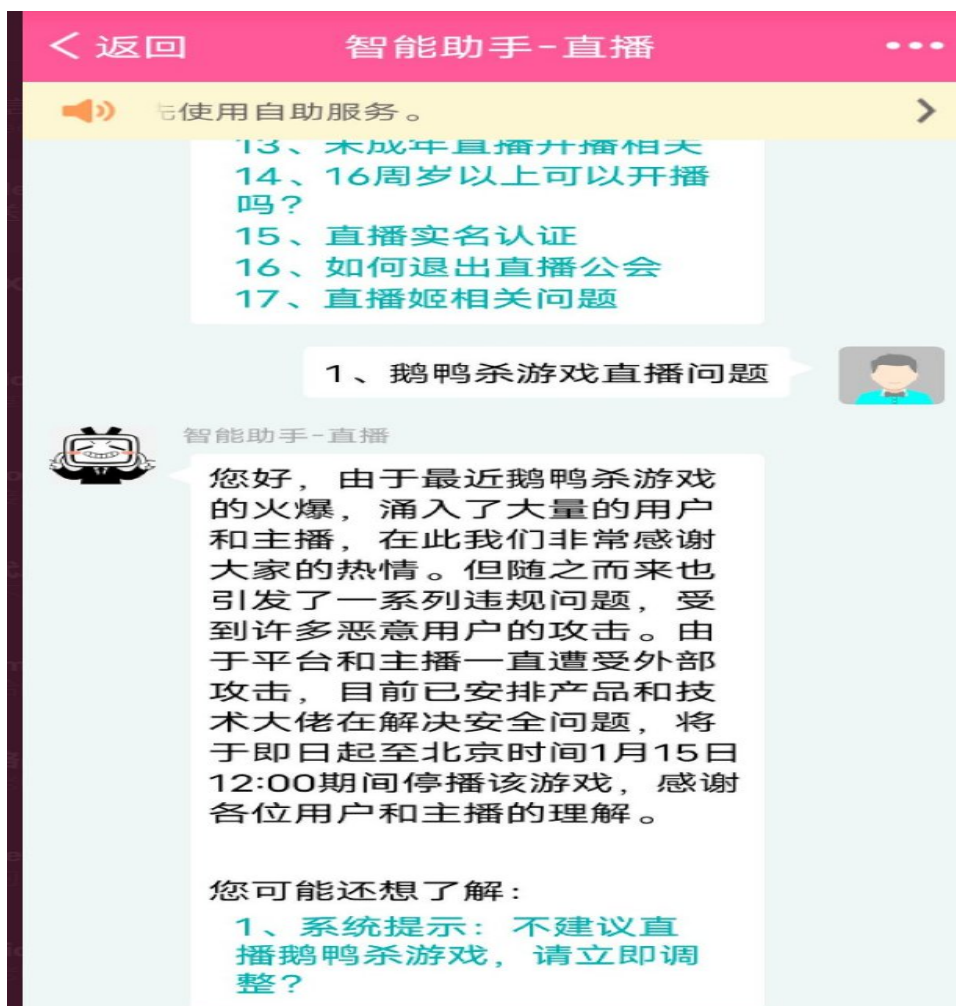 返回
智能助手-直播
使用自助服务。
13、未成年直播开播相关
14、16周岁以上可以开播
吗?
15、直播实名认证
16、如何退出直播公会
17、直播姬相关问题
1、鹅鸭杀游戏直播问题
智能助手-直播
您好，由于最近鹅鸭杀游戏
的火爆，涌入了大量的用户
和主播，在此我们非常感谢
大家的热情。但随之而来也
引发了一系列违规问题，受
到许多恶意用户的攻击。由
于平台和主播一直遭受外部
攻击，目前已安排产品和技
术大佬在解决安全问题，将
于即日起至北京时间1月15日
12:00期间停播该游戏，感谢
各位用户和主播的理解。
您可能还想了解:
1、系统提示：不建议直
播鹅鸭杀游戏，请立即调
整?